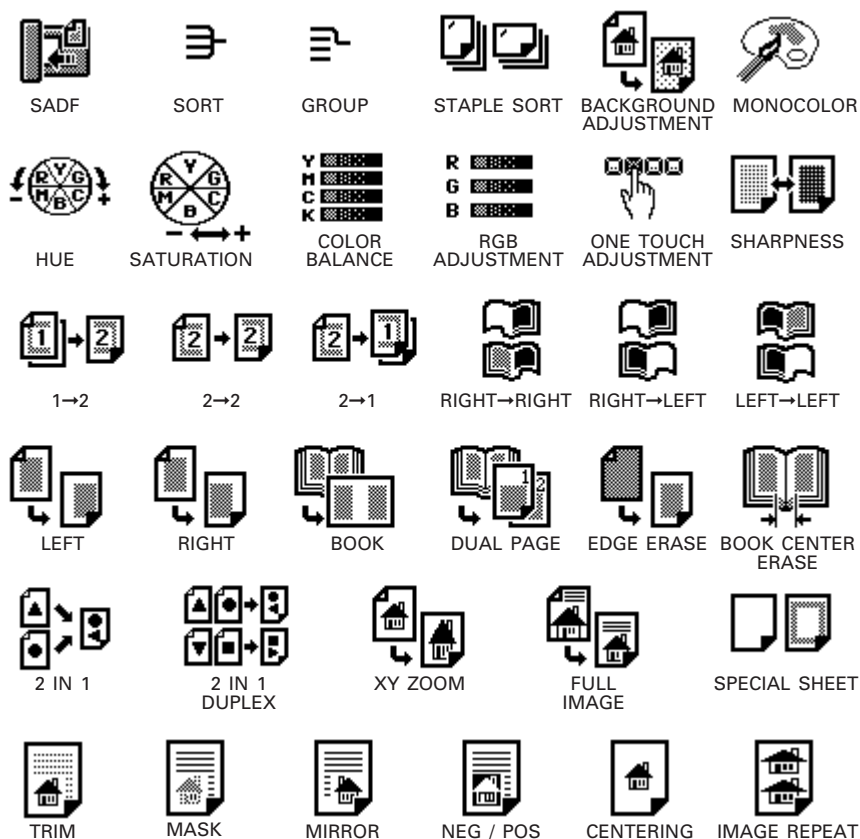 SADF SORT GROUP STAPLE SORT BACKGROUND ADJUSTMENT MONOCOLOR
Y R G M C B
- +
HUE
Y R G M C B
- +
SATURATION
Y
M
C
K
COLOR BALANCE
R
G
B
RGB ADJUSTMENT
ONE TOUCH ADJUSTMENT
SHARPNESS
1 2
1→2
2 2
2→2
2 1
2→1
RIGHT→RIGHT RIGHT→LEFT LEFT→LEFT
1 2
LEFT RIGHT BOOK DUAL PAGE EDGE ERASE BOOK CENTER ERASE
2 IN 1
2 IN 1 DUPLEX
XY ZOOM
FULL IMAGE
SPECIAL SHEET
TRIM MASK MIRROR NEG / POS CENTERING IMAGE REPEAT